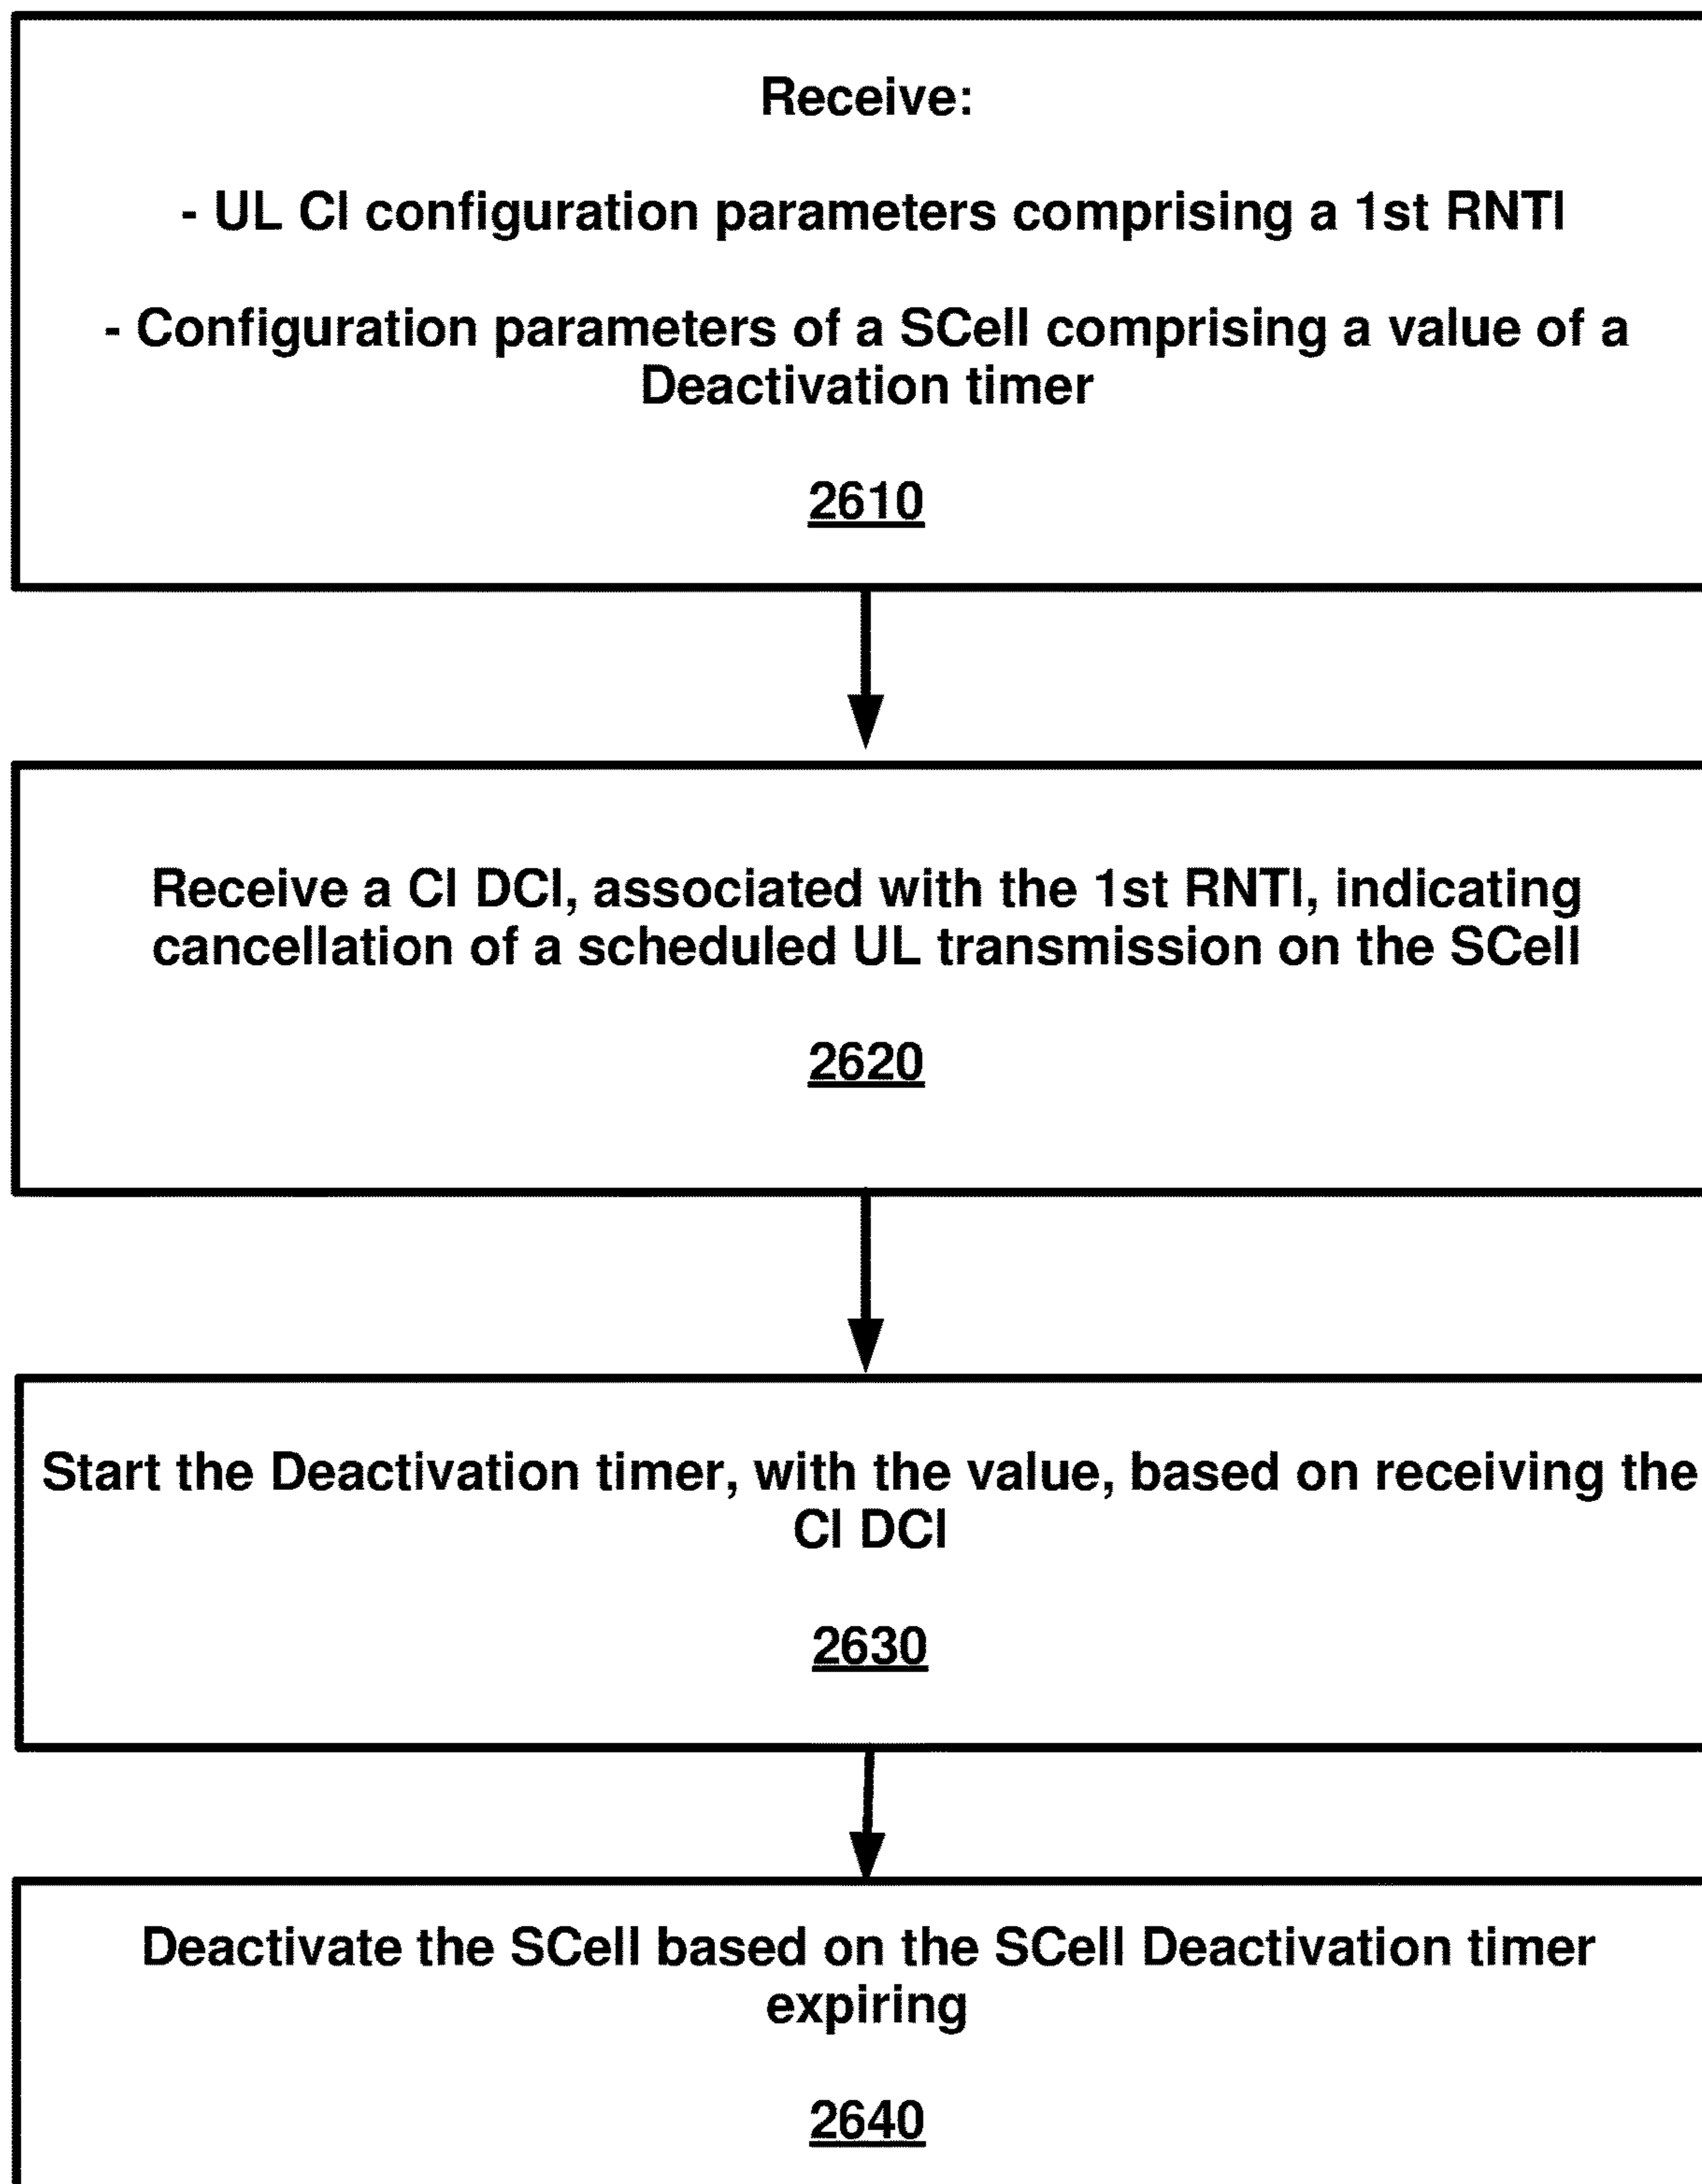 Receive:
- UL CI configuration parameters comprising a 1st RNTI
- Configuration parameters of a SCell comprising a value of a
Deactivation timer
2610
Receive a CI DCI, associated with the 1st RNTI, indicating
cancellation of a scheduled UL transmission on the SCell
2620
Start the Deactivation timer, with the value, based on receiving the
CI DCI
2630
Deactivate the SCell based on the SCell Deactivation timer
expiring
2640